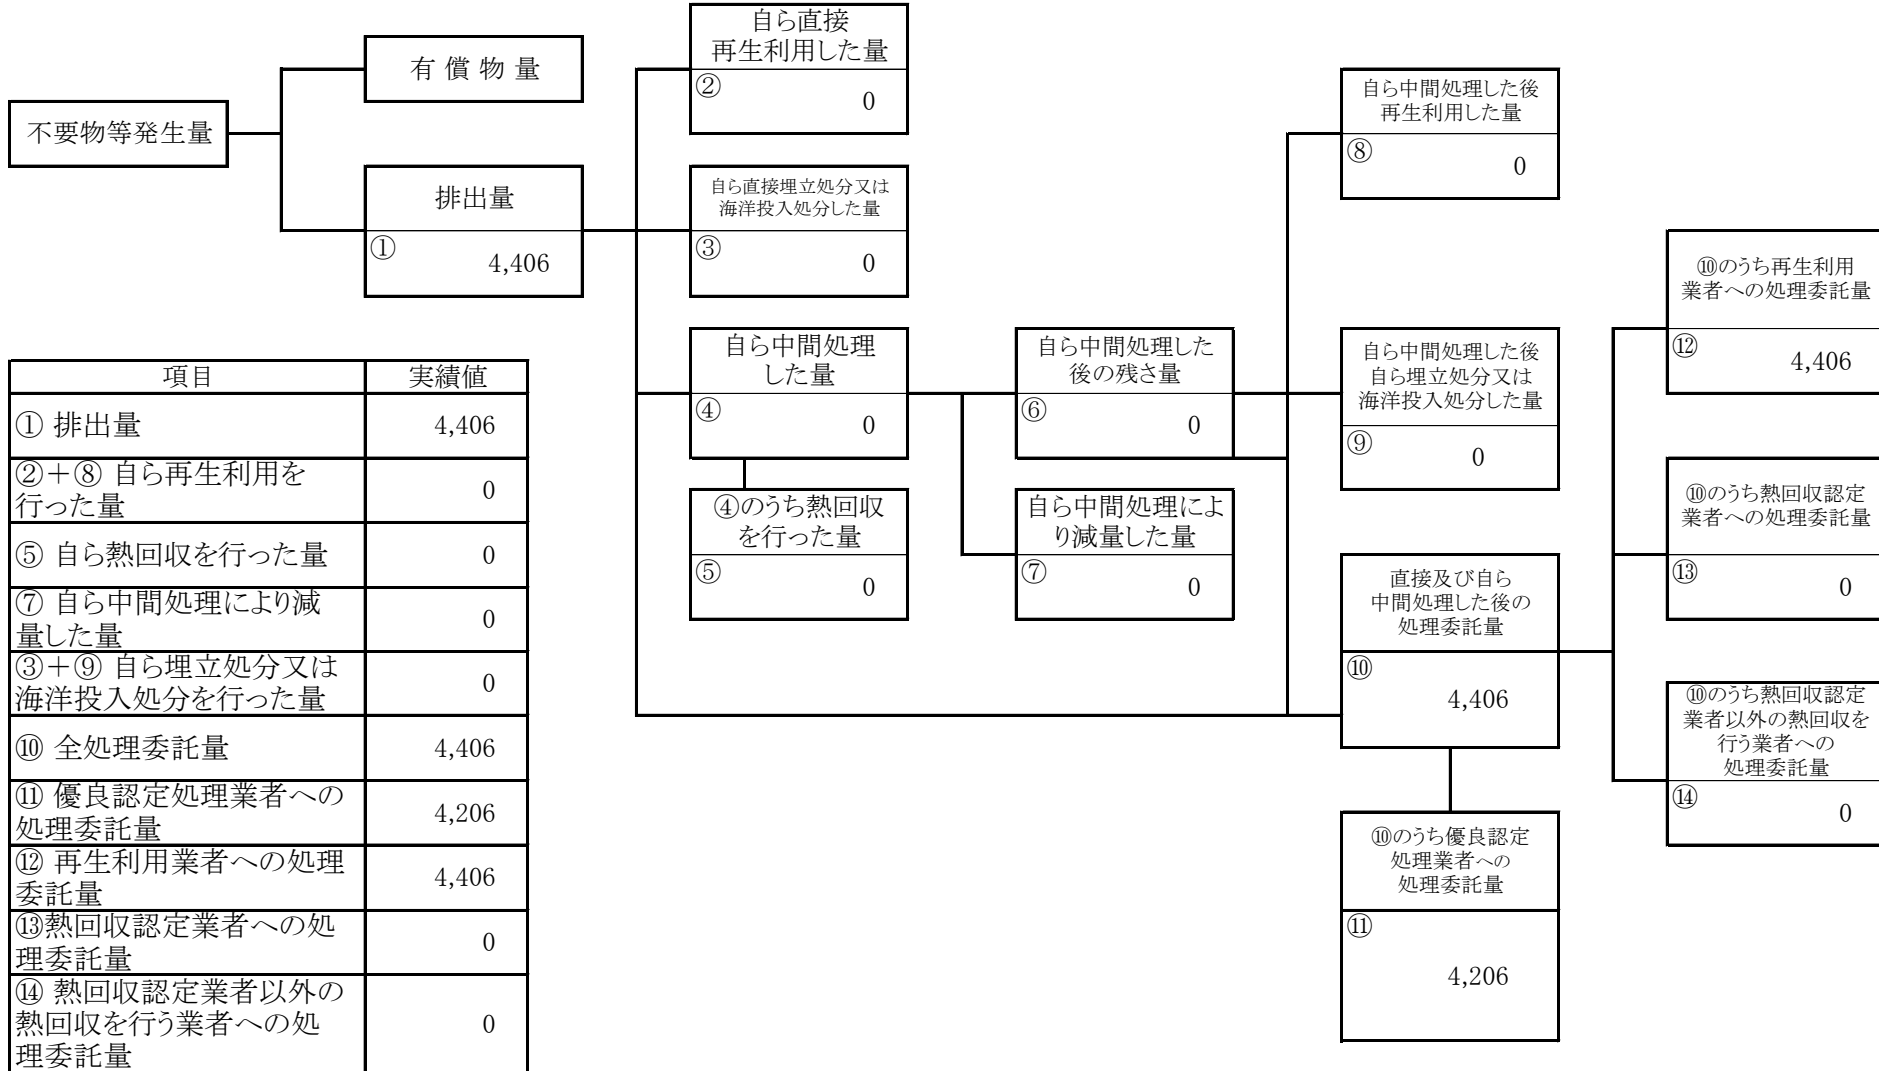 不要物等発生量
有 償 物 量
排出量
①
4,406
自ら直接
再生利用した量
②
0
自ら直接埋立処分又は
海洋投入処分した量
③
0
自ら中間処理
した量
④
0
④のうち熱回収
を行った量
⑤
0
自ら中間処理した
後の残さ量
⑥
0
自ら中間処理によ
り減量した量
⑦
0
自ら中間処理した後
再生利用した量
⑧
0
自ら中間処理した後
自ら埋立処分又は
海洋投入処分した量
⑨
0
直接及び自ら
中間処理した後の
処理委託量
⑩
4,406
⑩のうち優良認定
処理業者への
処理委託量
⑪
4,206
⑩のうち再生利用
業者への処理委託量
⑫
4,406
⑩のうち熱回収認定
業者への処理委託量
⑬
0
⑩のうち熱回収認定
業者以外の熱回収を
行う業者への
処理委託量
⑭
0
項目 実績値
① 排出量 4,406
②＋⑧ 自ら再生利用を
行った量 0
⑤ 自ら熱回収を行った量 0
⑦ 自ら中間処理により減
量した量 0
③＋⑨ 自ら埋立処分又は
海洋投入処分を行った量 0
⑩ 全処理委託量 4,406
⑪ 優良認定処理業者への
処理委託量 4,206
⑫ 再生利用業者への処理
委託量 4,406
⑬熱回収認定業者への処
理委託量 0
⑭ 熱回収認定業者以外の
熱回収を行う業者への処
理委託量 0